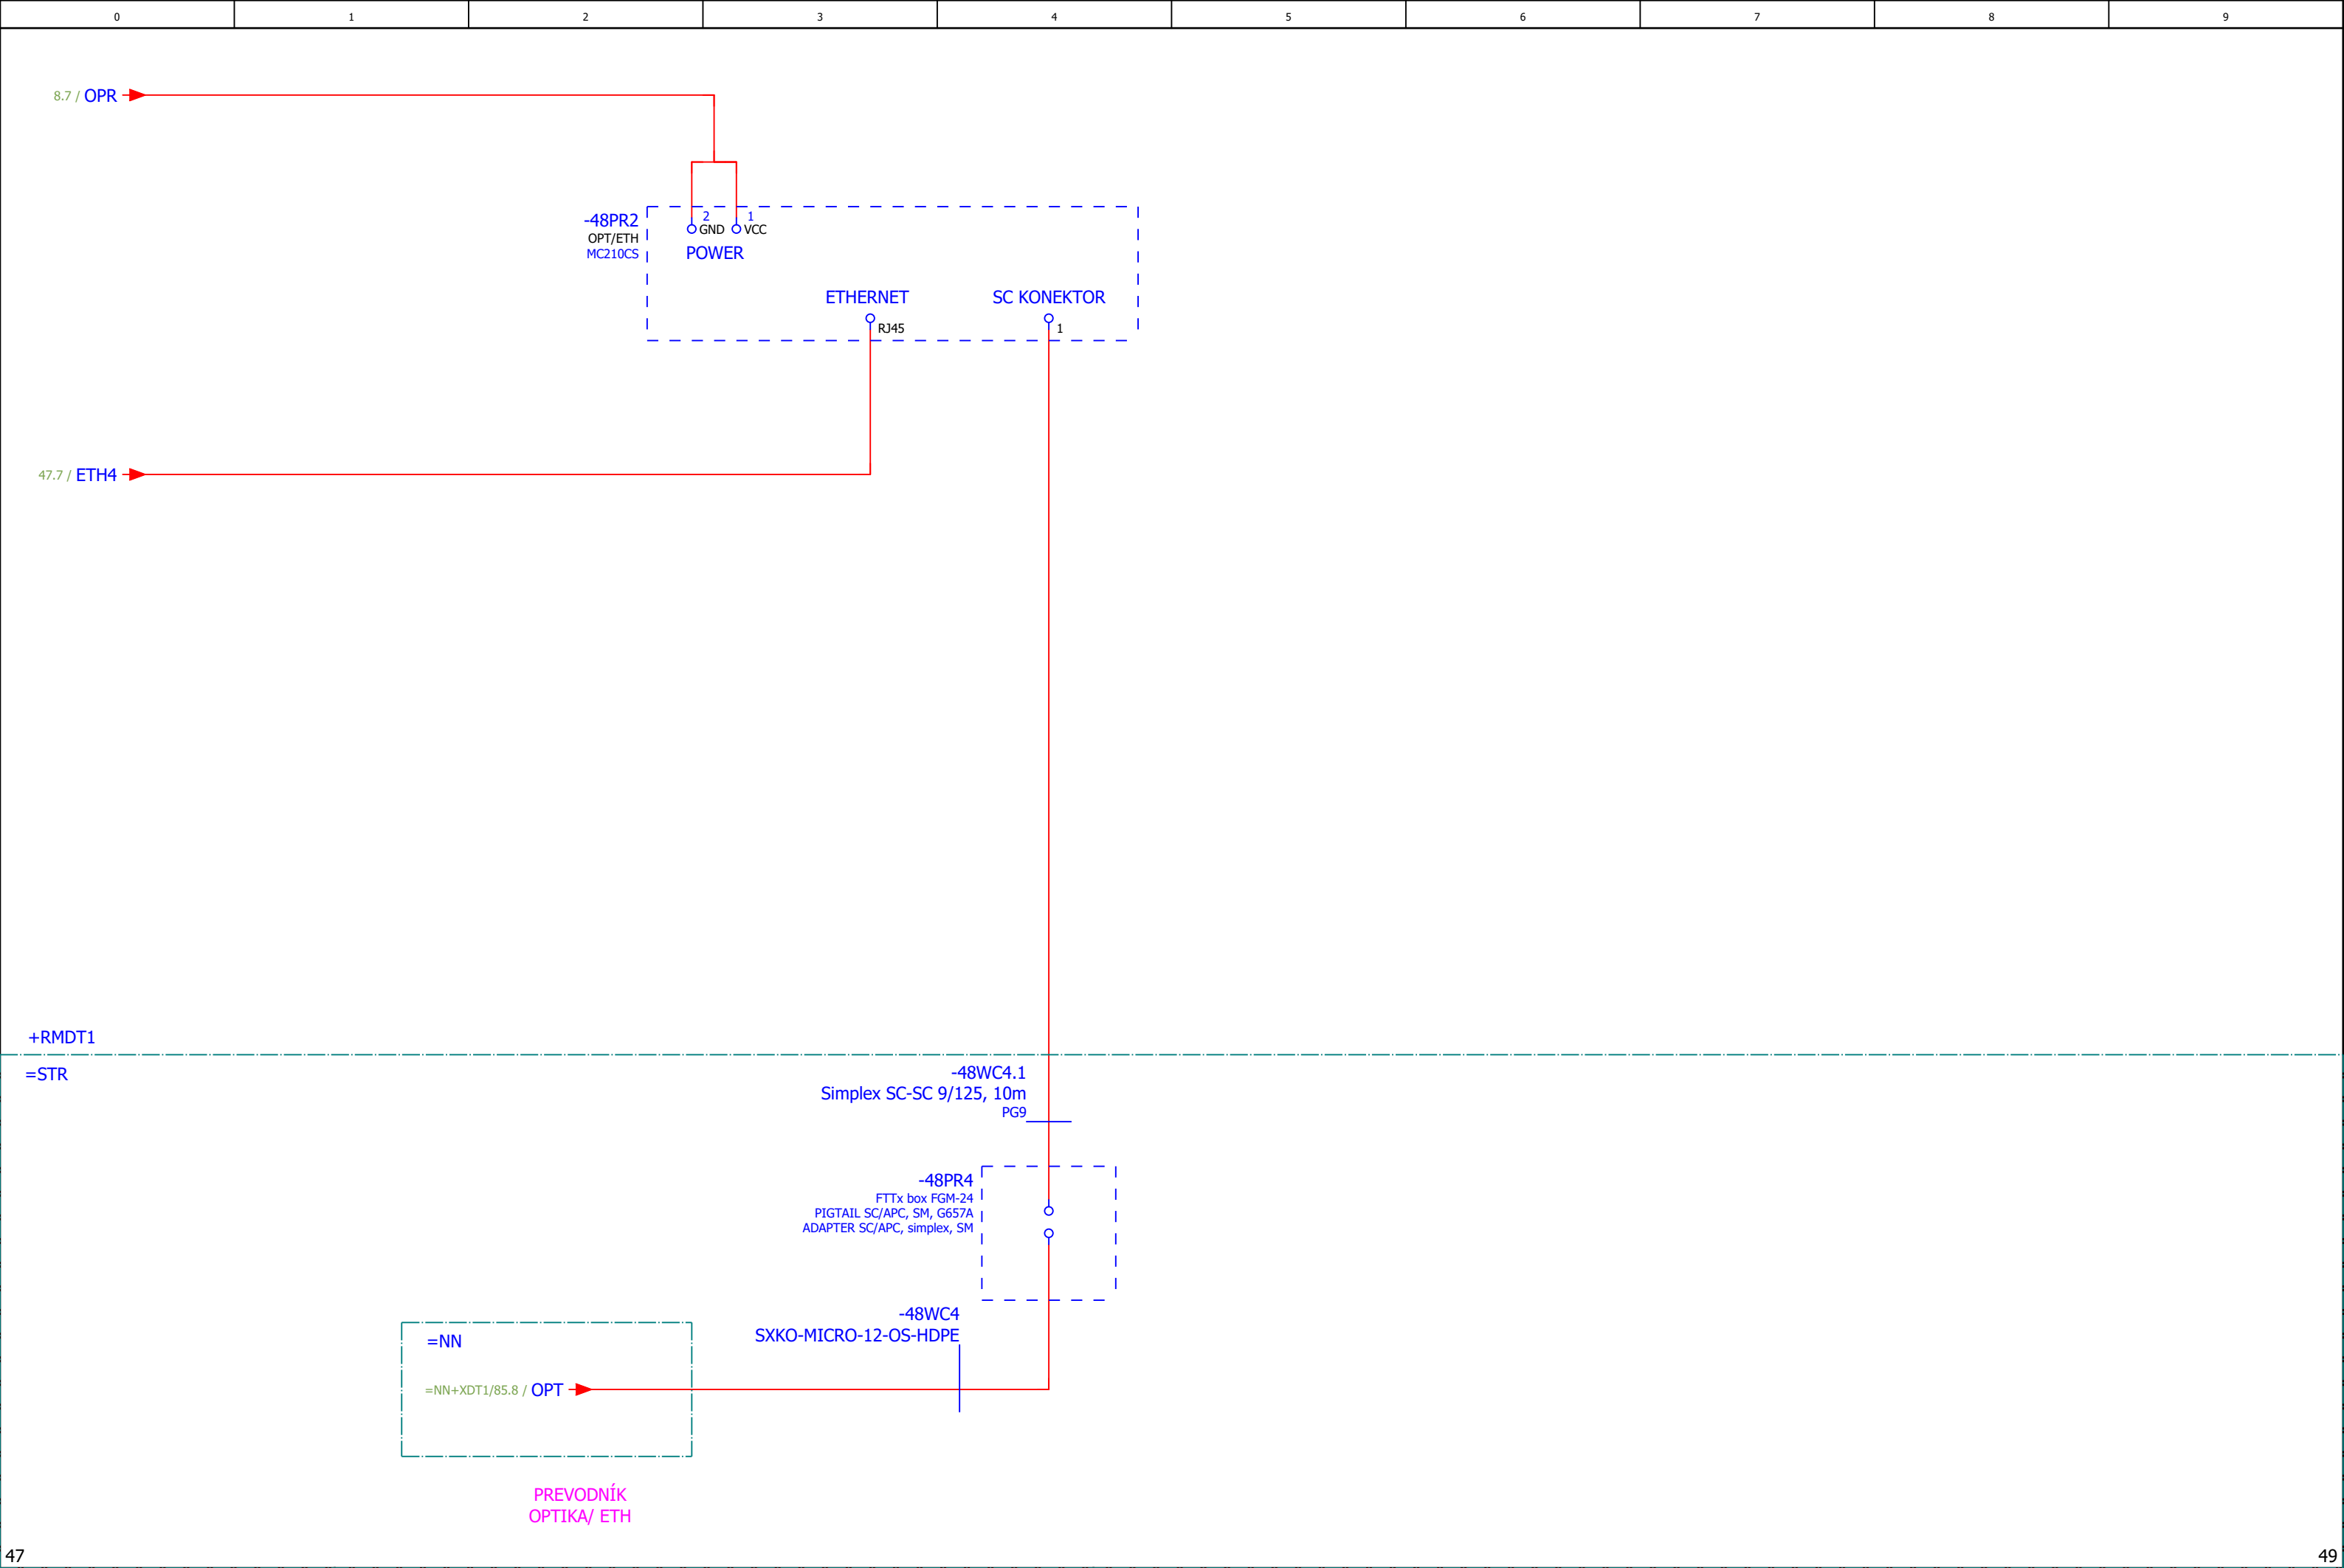 0 1 2 3 4 5 6 7 8 9
8.7 / OPR
-48PR2
OPT/ETH
MC210CS
2 1
GND VCC
POWER
ETHERNET SC KONEKTOR
RJ45 1
47.7 / ETH4
+RMDT1
=STR
-48WC4.1
Simplex SC-SC 9/125, 10m
PG9
-48PR4
FTTx box FGM-24
PIGTAIL SC/APC, SM, G657A
ADAPTER SC/APC, simplex, SM
-48WC4
SXKO-MICRO-12-OS-HDPE
=NN
=NN+XDT1/85.8 / OPT
PREVODNÍK
OPTIKA/ ETH
47 49